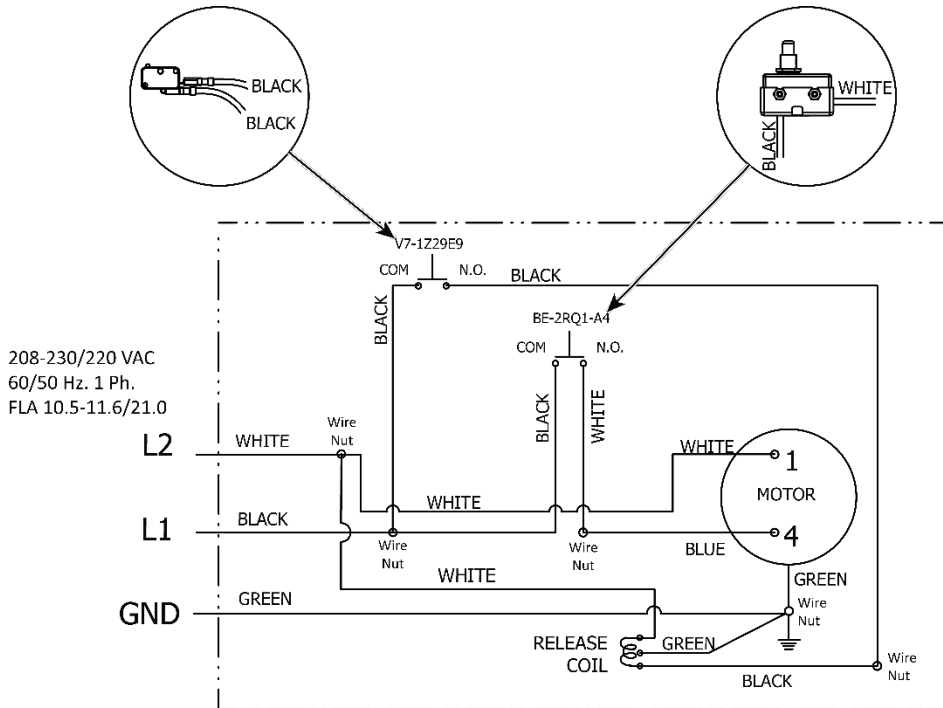 BLACK
BLACK
WHITE
BLACK
V7-1Z29E9
COM
N.O.
BLACK
BLACK
BE-2RQ1-A4
COM
N.O.
BLACK
WHITE
208-230/220 VAC
60/50 Hz. 1 Ph.
FLA 10.5-11.6/21.0
L2
WHITE
Wire
Nut
WHITE
WHITE
1
MOTOR
4
L1
BLACK
Wire
Nut
Wire
Nut
BLUE
WHITE
GREEN
GND
GREEN
Wire
Nut
RELEASE
COIL
GREEN
BLACK
Wire
Nut